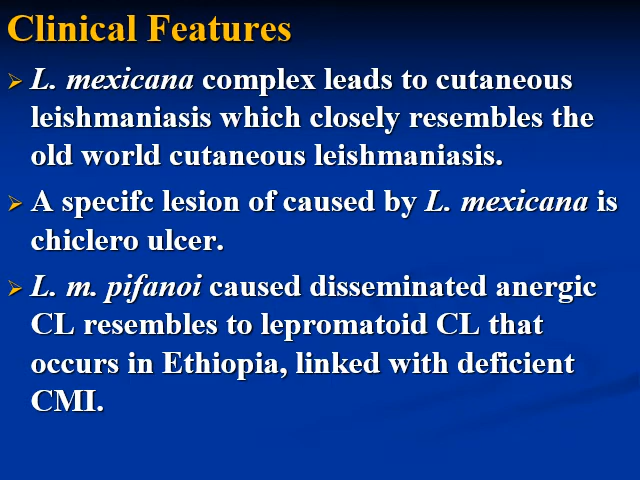 Clinical Features
L. mexicana complex leads to cutaneous
leishmaniasis which closely resembles the
old world cutaneous leishmaniasis.
A specifc lesion of caused by L. mexicana is
chiclero ulcer.
L. m. pifanoi caused disseminated anergic
CL resembles to lepromatoid CL that
occurs in Ethiopia, linked with deficient
CMI.